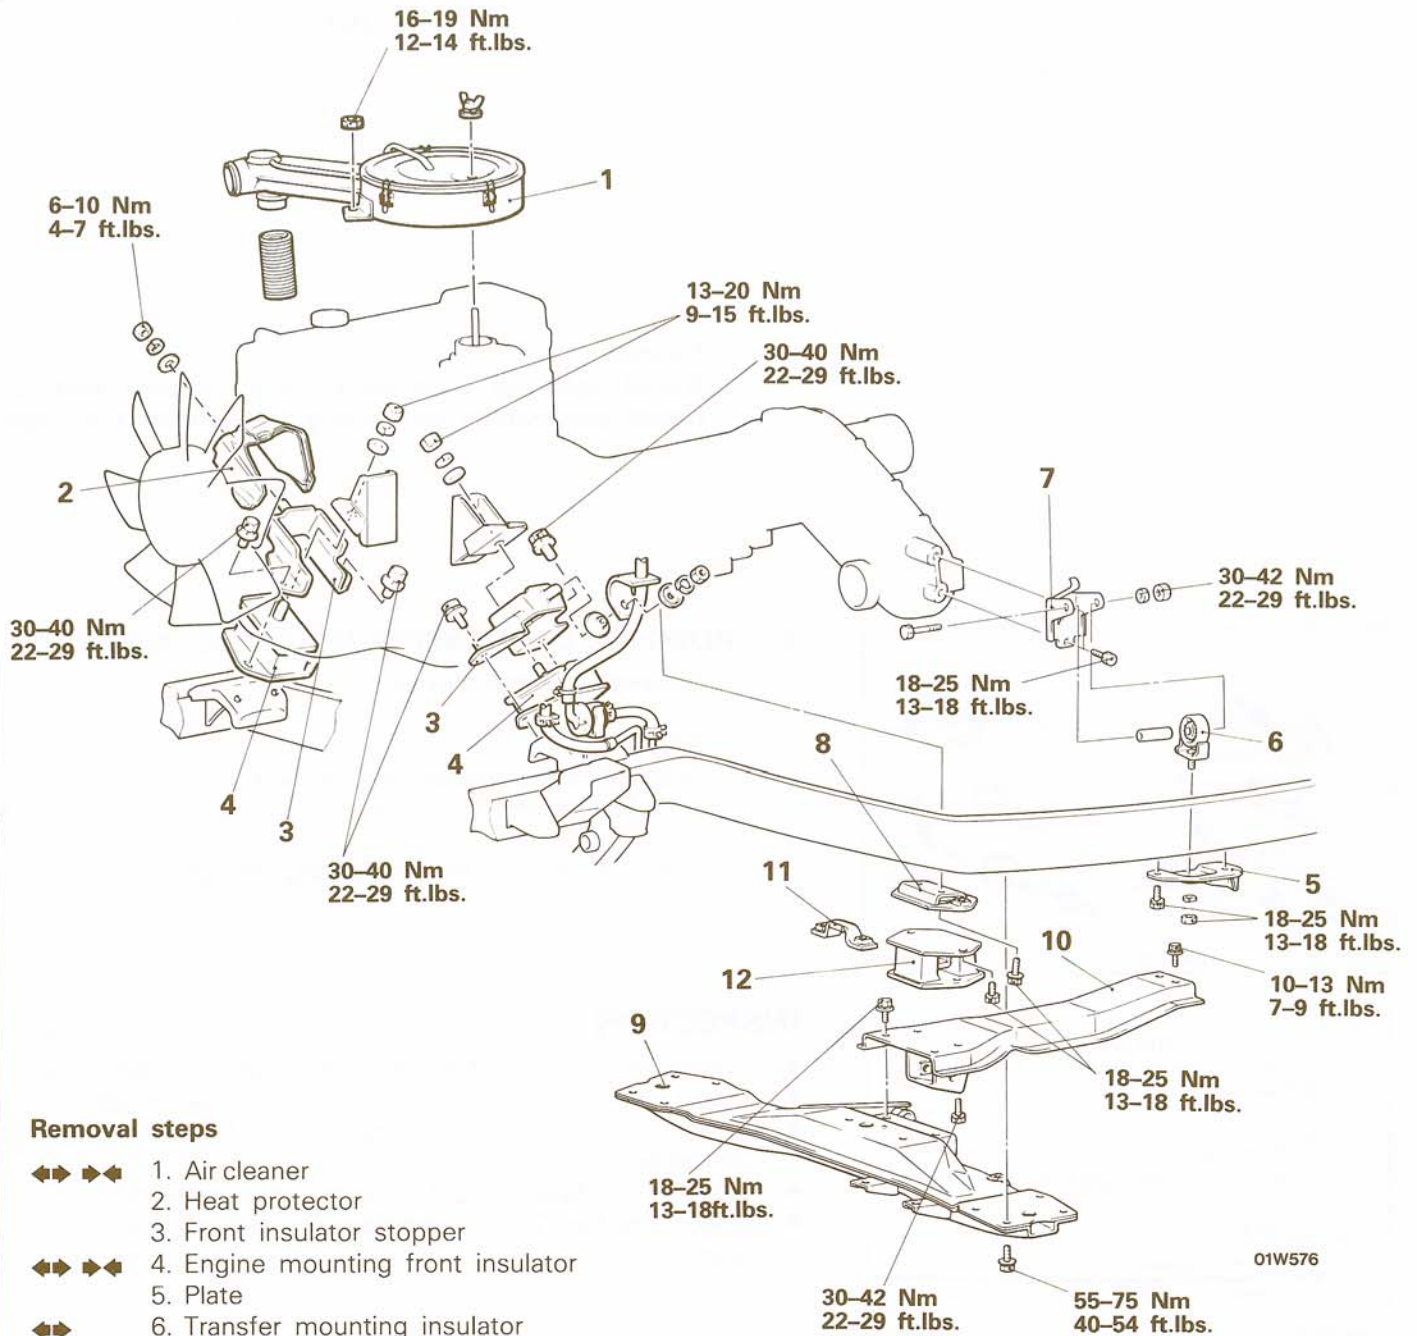 16–19 Nm
12–14 ft.lbs.
1
6–10 Nm
4–7 ft.lbs.
13–20 Nm
9–15 ft.lbs.
30–40 Nm
22–29 ft.lbs.
2
7
30–42 Nm
22–29 ft.lbs.
30–40 Nm
22–29 ft.lbs.
18–25 Nm
13–18 ft.lbs.
3
4
8
6
4
3
30–40 Nm
22–29 ft.lbs.
11
5
18–25 Nm
13–18 ft.lbs.
10
12
10–13 Nm
7–9 ft.lbs.
9
18–25 Nm
13–18 ft.lbs.
18–25 Nm
13–18ft.lbs.
01W576
30–42 Nm
22–29 ft.lbs.
55–75 Nm
40–54 ft.lbs.
Removal steps
1. Air cleaner
2. Heat protector
3. Front insulator stopper
4. Engine mounting front insulator
5. Plate
6. Transfer mounting insulator